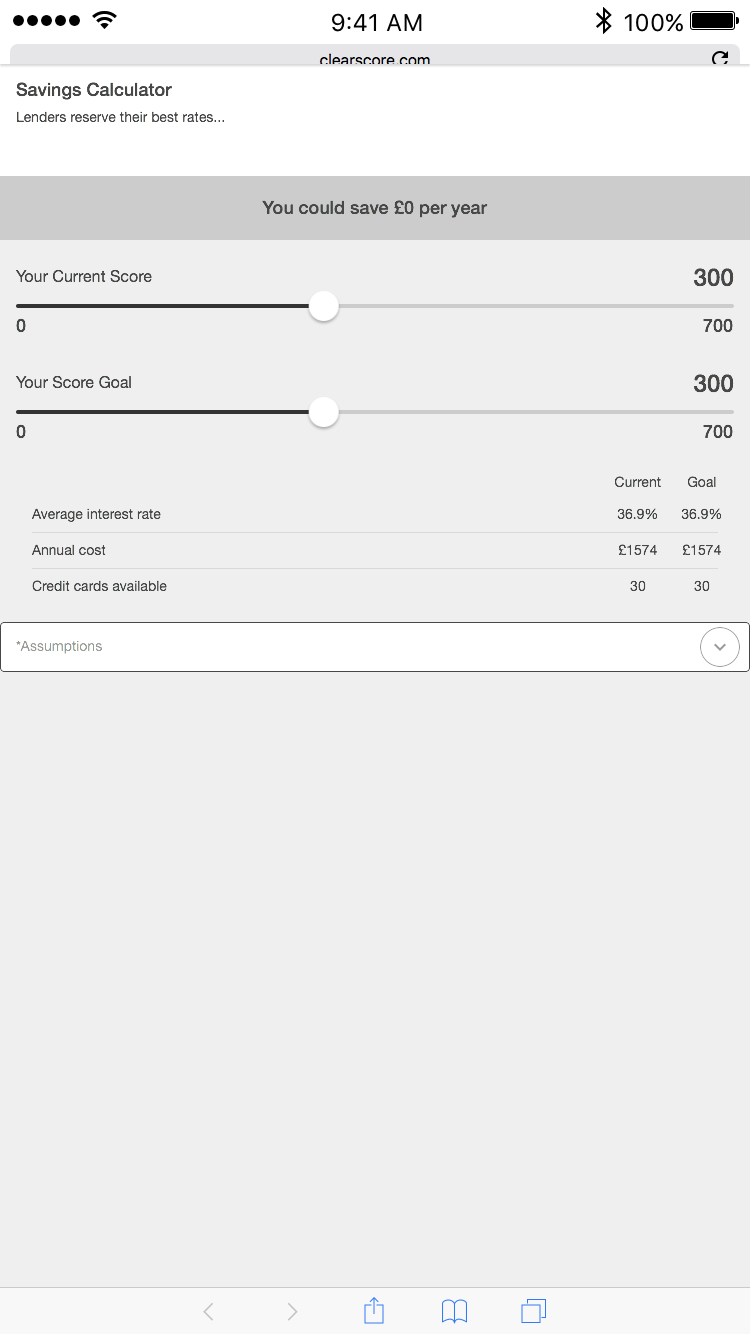 9:41 AM 100%
clearscore.com
Savings Calculator
Lenders reserve their best rates...
You could save £0 per year
Your Current Score 300
0 700
Your Score Goal 300
0 700
Current Goal
Average interest rate 36.9% 36.9%
Annual cost £1574 £1574
Credit cards available 30 30
*Assumptions